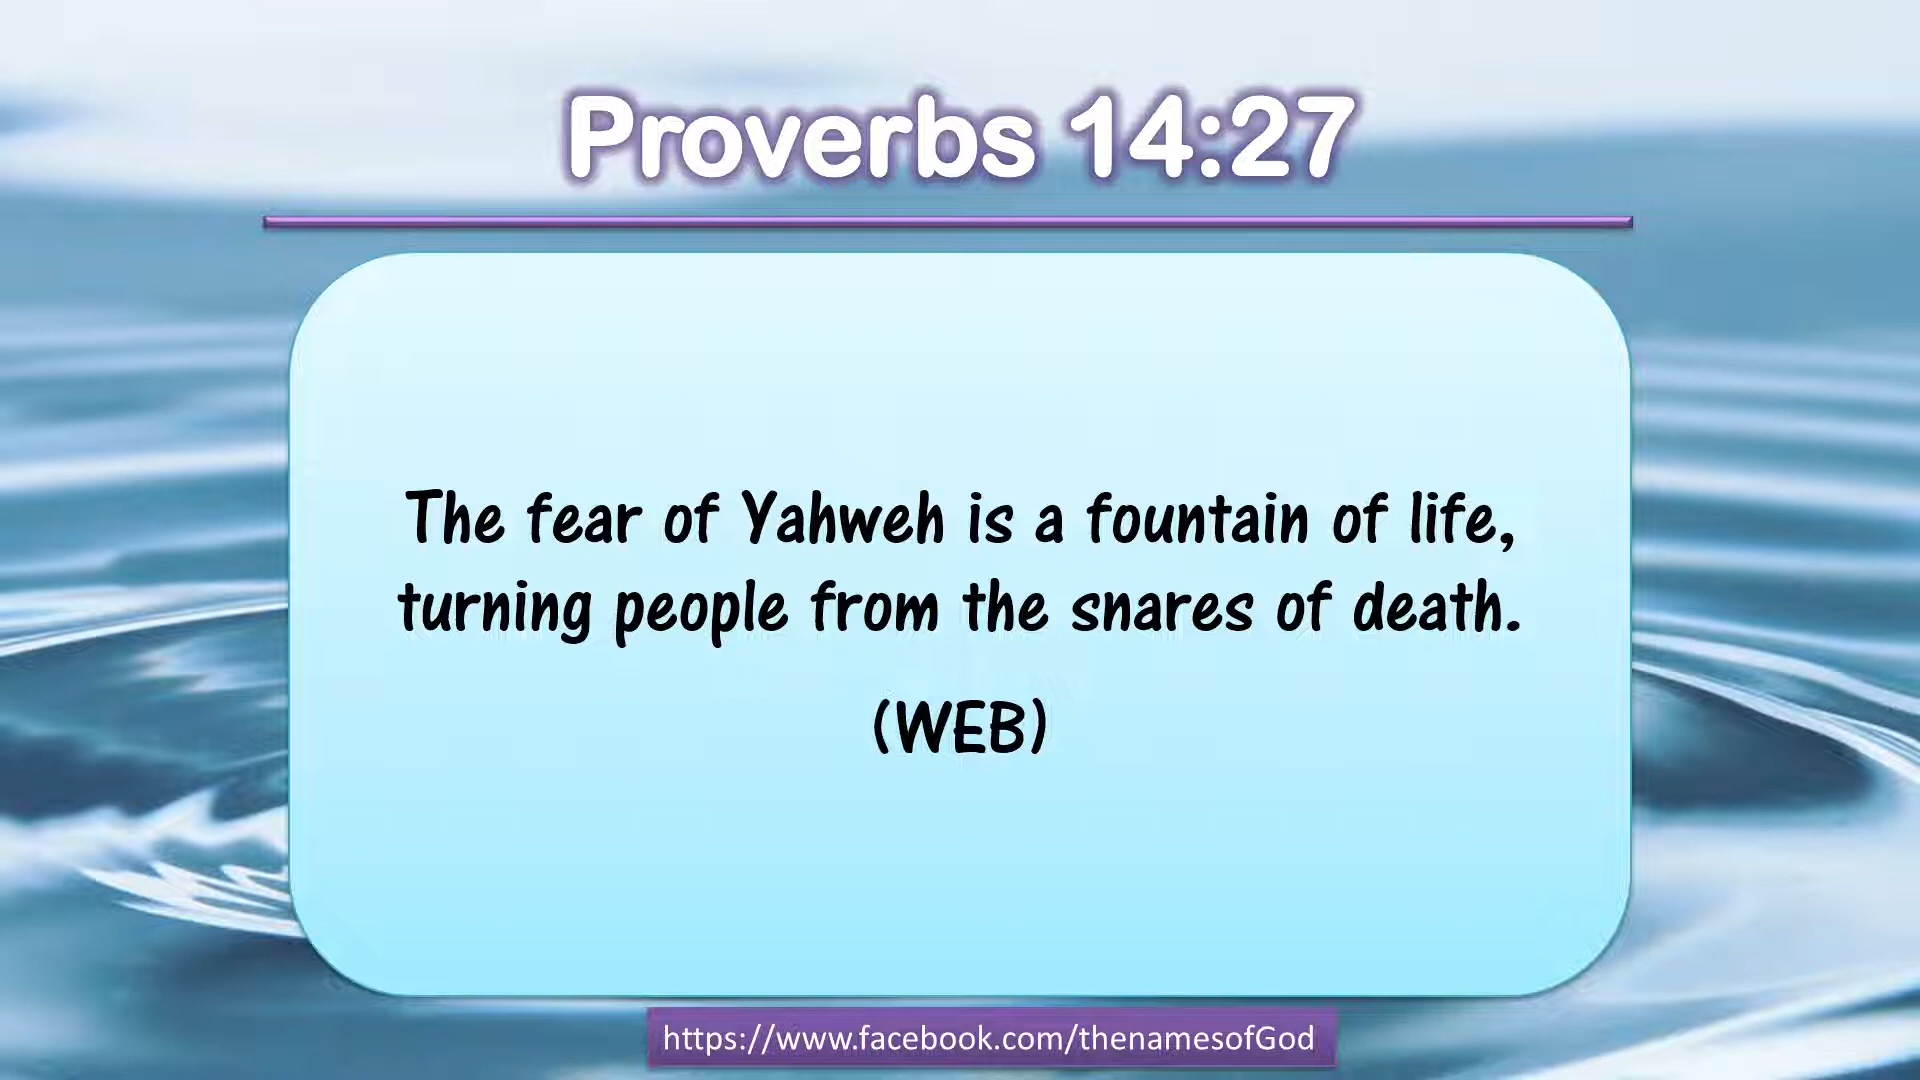 Proverbs 14:27
The fear of Yahweh is a fountain of life,
turning people from the snares of death.
(WEB)
https://www.facebook.com/thenamesofGod